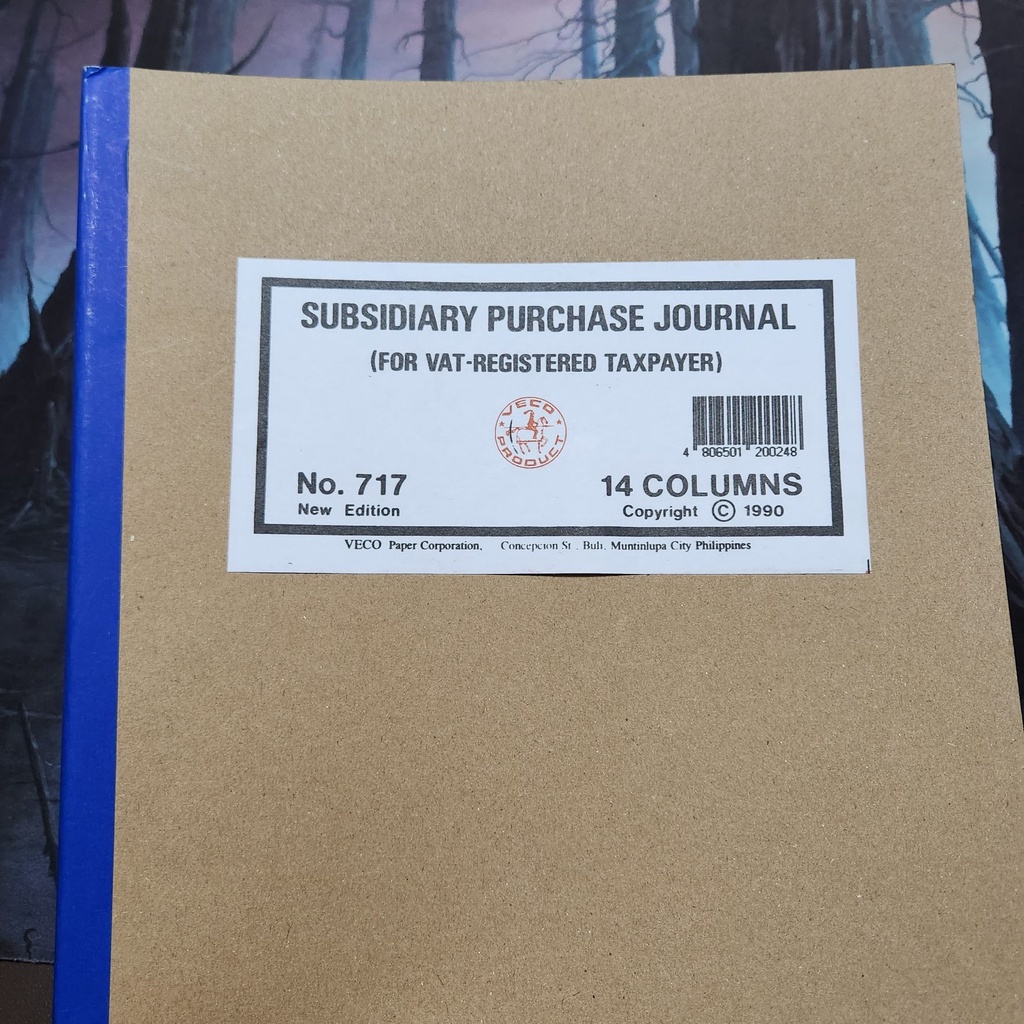 SUBSIDIARY PURCHASE JOURNAL
(FOR VAT-REGISTERED TAXPAYER)
VECO
PRODUCT
4 806501 200248
No. 717
14 COLUMNS
New Edition
Copyright © 1990
VECO Paper Corporation, Concepcion St. Buli, Muntinlupa City Philippines